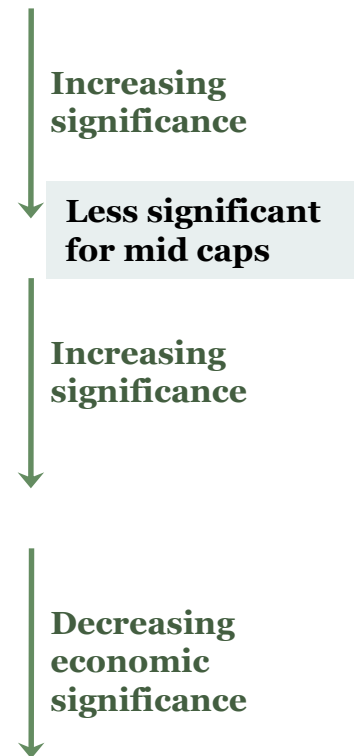 Increasing
significance
Less significant
for mid caps
Increasing
significance
Decreasing
economic
significance